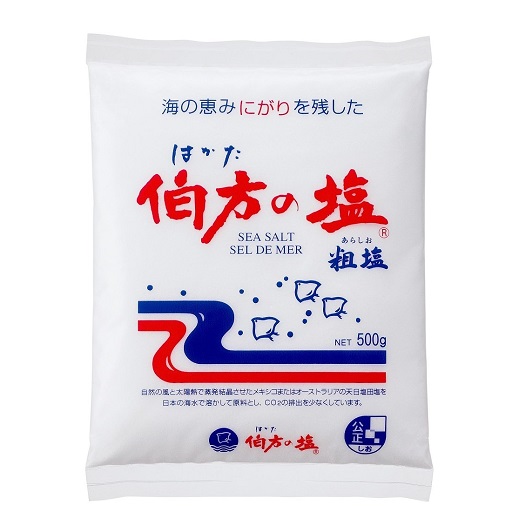 海の恵みにがりを残した
はかた
伯方の塩®
SEA SALT
SEL DE MER
あらしお
粗塩
NET 500g
自然の風と太陽熱で蒸発結晶させたメキシコまたはオーストラリアの天日塩田塩を
日本の海水で溶かして原料とし、CO₂の排出を少なくしています。
はかた
伯方の塩®
公正
しお